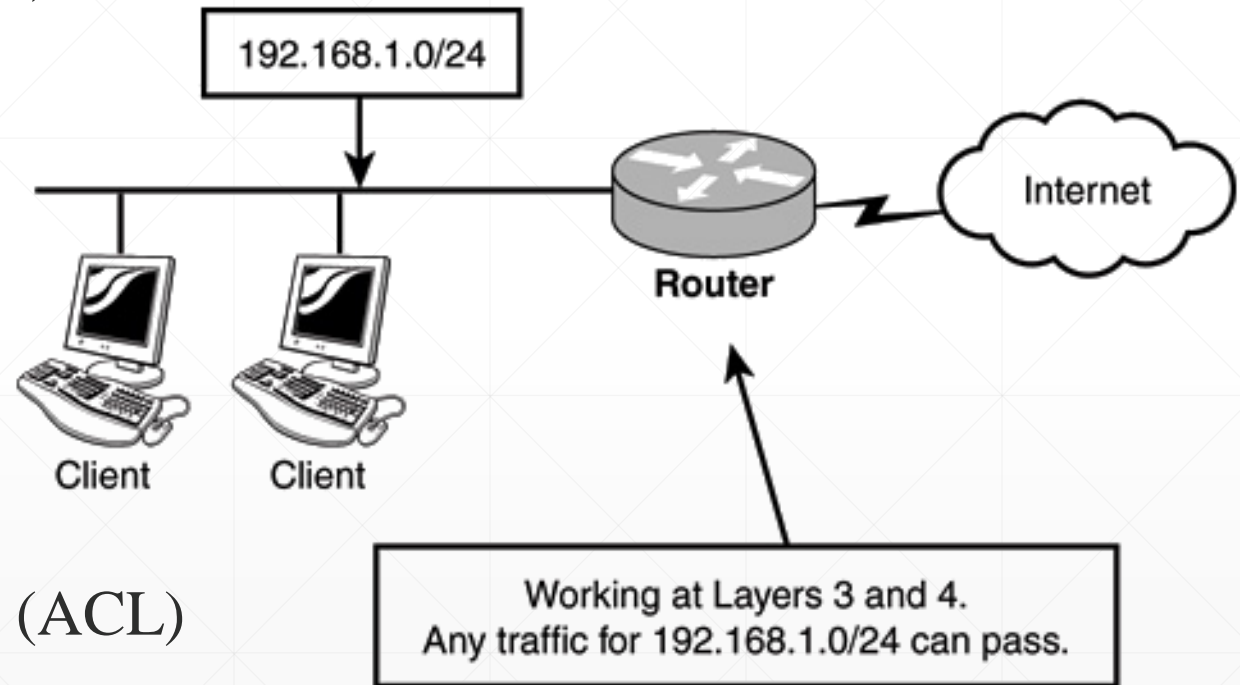 192.168.1.0/24
Internet
Router
Client
Client
(ACL)
Working at Layers 3 and 4.
Any traffic for 192.168.1.0/24 can pass.